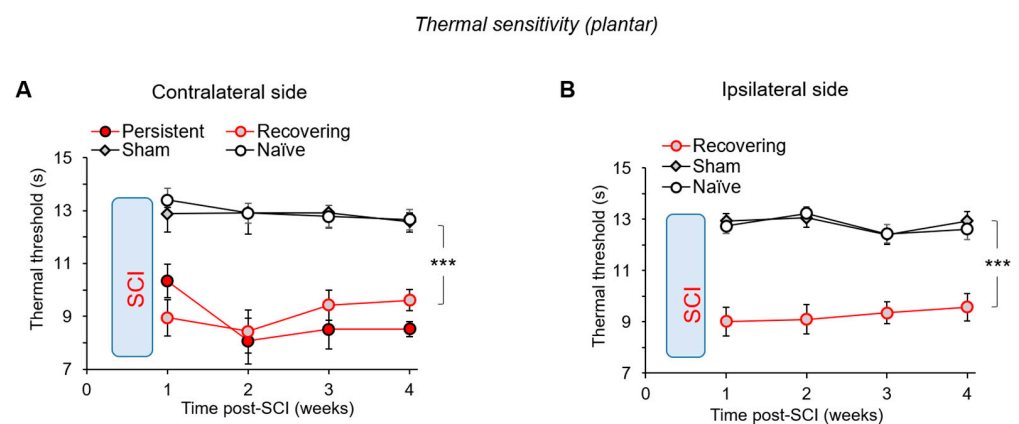 Thermal sensitivity (plantar)
A
Contralateral side
Persistent
Recovering
Sham
Naïve
Thermal threshold (s)
15
13
11
9
7
SCI
***
0
1
2
3
4
Time post-SCI (weeks)
B
Ipsilateral side
Recovering
Sham
Naïve
Thermal threshold (s)
15
13
11
9
7
SCI
***
0
1
2
3
4
Time post-SCI (weeks)